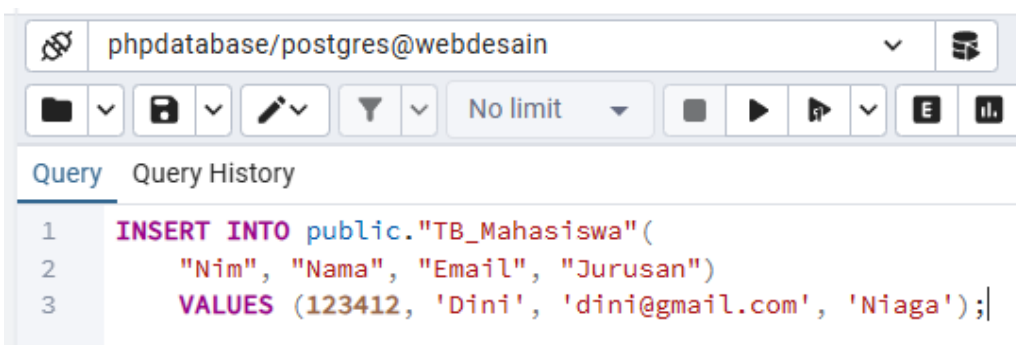 phpdatabase/postgres@webdesain
No limit
E
Query Query History
1 INSERT INTO public."TB_Mahasiswa"(
2 "Nim", "Nama", "Email", "Jurusan")
3 VALUES (123412, 'Dini', 'dini@gmail.com', 'Niaga');